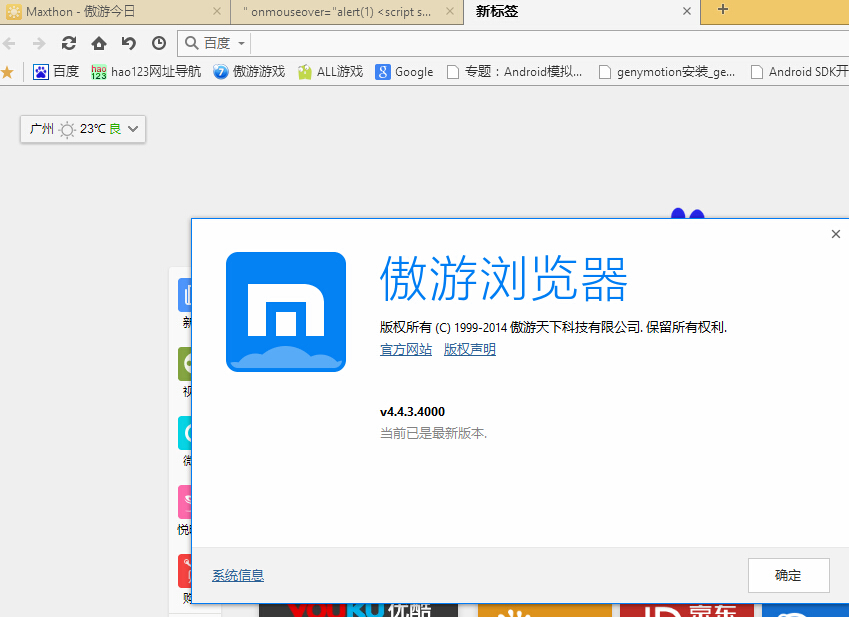 Maxthon - 傲游今日
" onmouseover="alert(1) <script s...
新标签
百度
百度
hao123网址导航
傲游游戏
ALL游戏
Google
专题：Android模拟...
genymotion安装_ge...
Android SDK开
广州 23℃ 良
傲游浏览器
版权所有 (C) 1999-2014 傲游天下科技有限公司. 保留所有权利.
官方网站 版权声明
v4.4.3.4000
当前已是最新版本.
新
视
微
悦
购
系统信息
确定
YOUKU 优酷
JD 京东